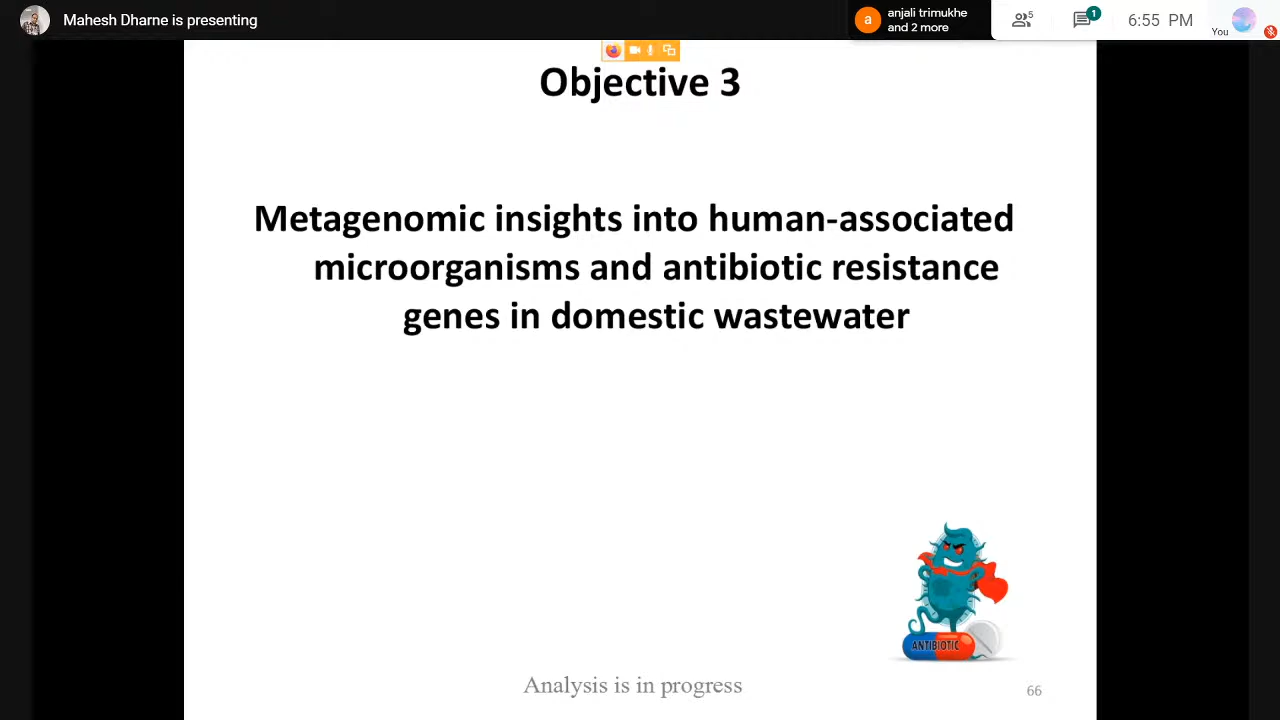 Mahesh Dharne is presenting
a
anjali trimukhe
and 2 more
5
1
6:55 PM
You
Objective 3
Metagenomic insights into human-associated
microorganisms and antibiotic resistance
genes in domestic wastewater
ANTIBIOTIC
Analysis is in progress
66